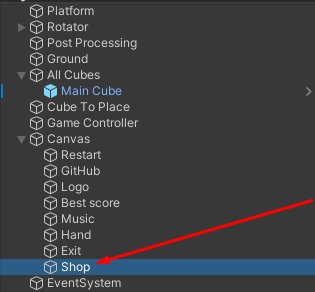 Platform
Rotator
Post Processing
Ground
All Cubes
Main Cube
Cube To Place
Game Controller
Canvas
Restart
GitHub
Logo
Best score
Music
Hand
Exit
Shop
EventSystem